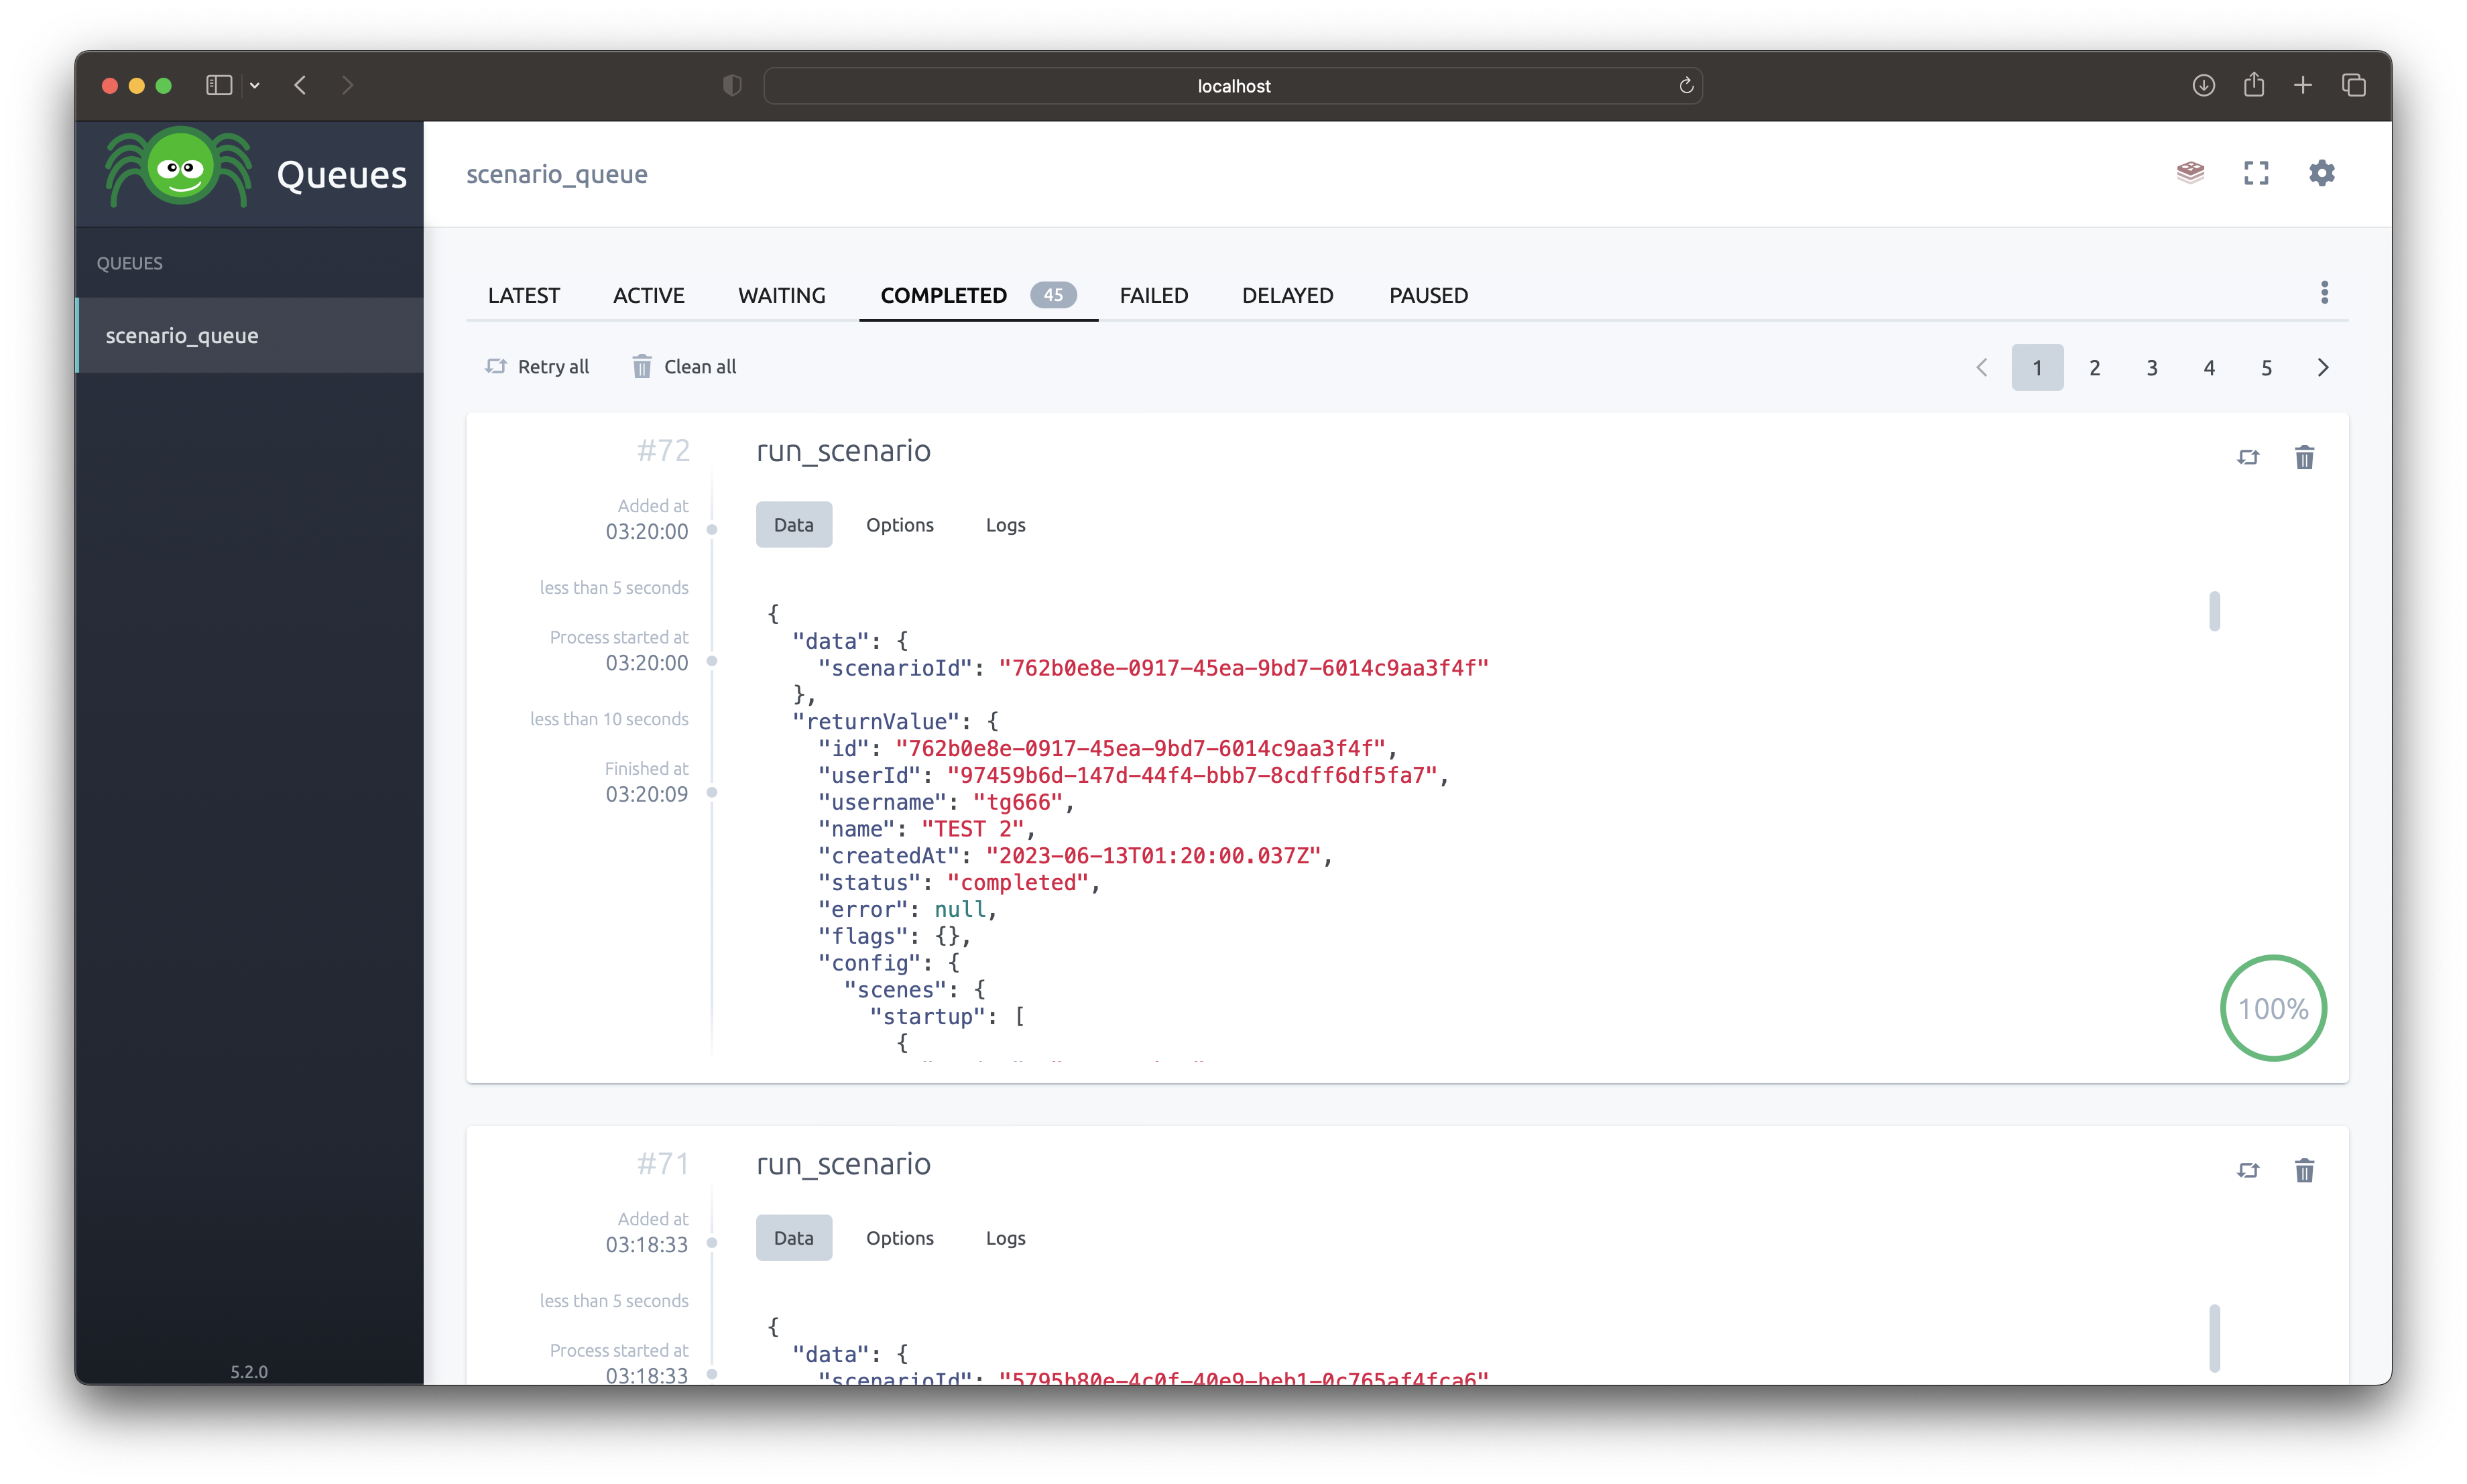 localhost
Queues
scenario_queue
QUEUES
scenario_queue
5.2.0
LATEST ACTIVE WAITING COMPLETED 45 FAILED DELAYED PAUSED
Retry all Clean all 1 2 3 4 5
#72 run_scenario
Added at
03:20:00
less than 5 seconds
Process started at
03:20:00
less than 10 seconds
Finished at
03:20:09
Data Options Logs
{
"data": {
"scenarioId": "762b0e8e-0917-45ea-9bd7-6014c9aa3f4f"
},
"returnValue": {
"id": "762b0e8e-0917-45ea-9bd7-6014c9aa3f4f",
"userId": "97459b6d-147d-44f4-bbb7-8cdff6df5fa7",
"username": "tg666",
"name": "TEST 2",
"createdAt": "2023-06-13T01:20:00.037Z",
"status": "completed",
"error": null,
"flags": {},
"config": {
"scenes": {
"startup": [
{
100%
#71 run_scenario
Added at
03:18:33
less than 5 seconds
Process started at
03:18:33
Data Options Logs
{
"data": {
"scenarioId": "5795b80e-4c0f-40e9-beb1-0c765af4fca6"